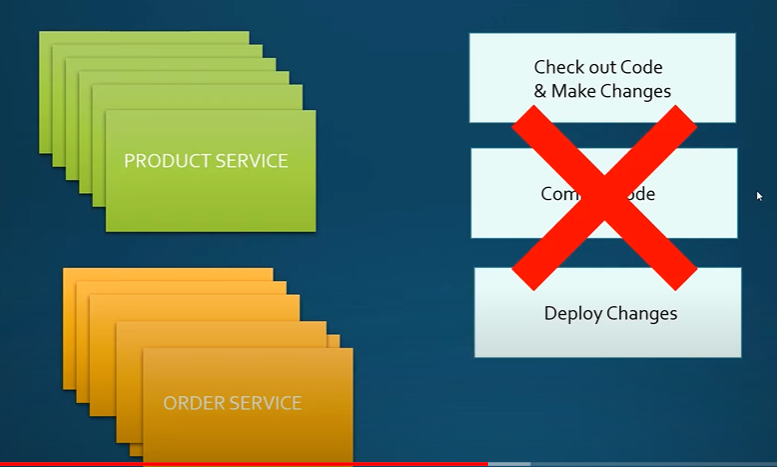 PRODUCT SERVICE
ORDER SERVICE
Check out Code
& Make Changes
Deploy Changes